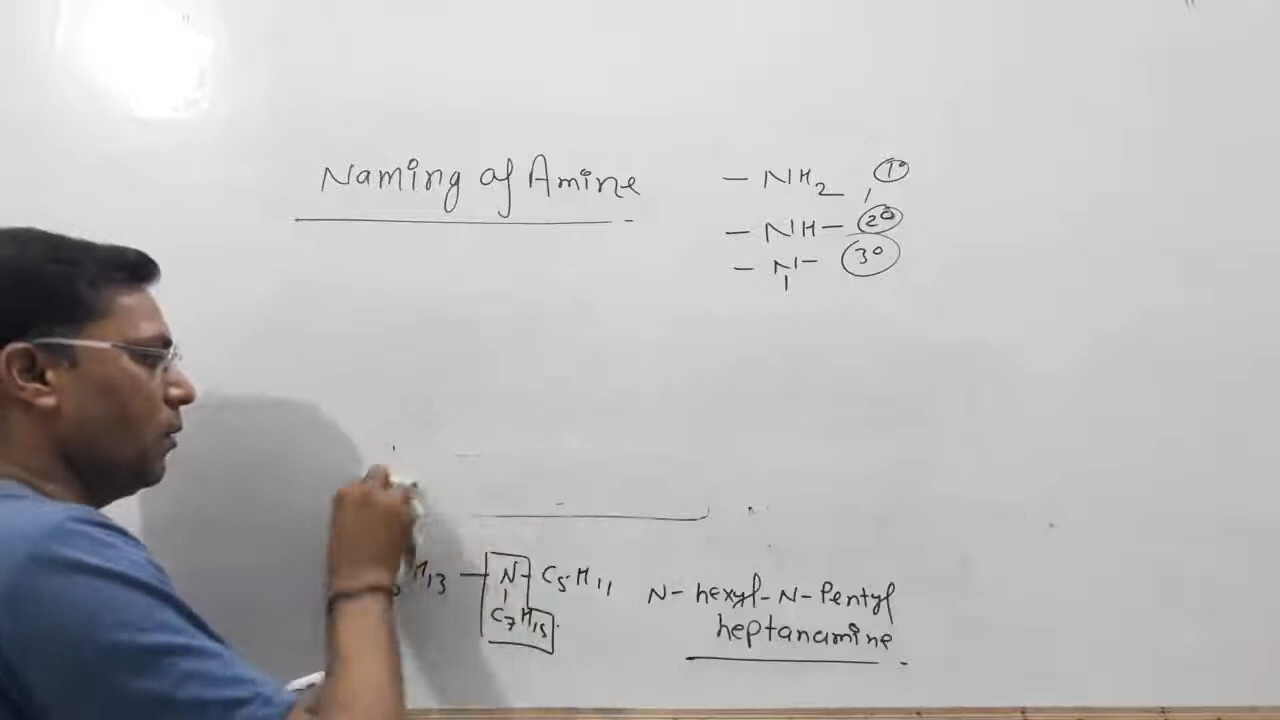 Naming of Amine
- NH2 1°
- NH - 2°
- N - 3°
H13 - N - C5H11
C7H15
N- hexyl-N-Pentyl
heptanamine